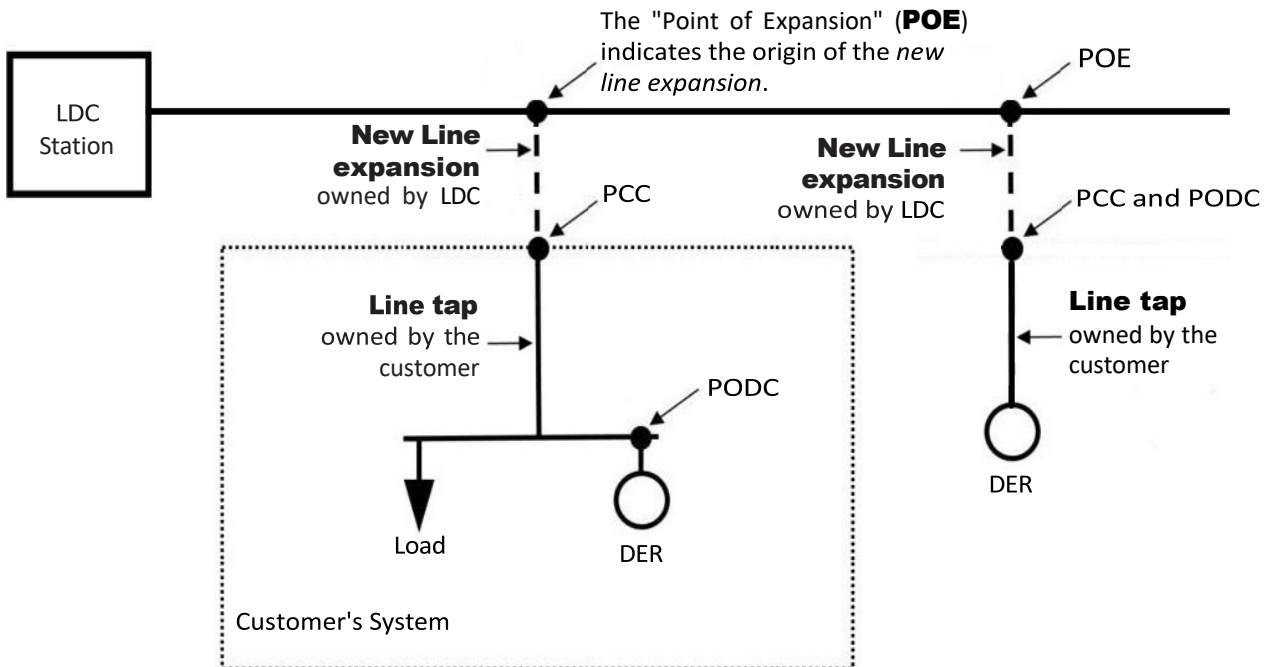 The "Point of Expansion" (POE)
indicates the origin of the new
line expansion.
POE
LDC
Station
New Line
expansion
owned by LDC
New Line
expansion
owned by LDC
PCC
PCC and PODC
Line tap
owned by the
customer
Line tap
owned by the
customer
PODC
Load
DER
DER
Customer's System